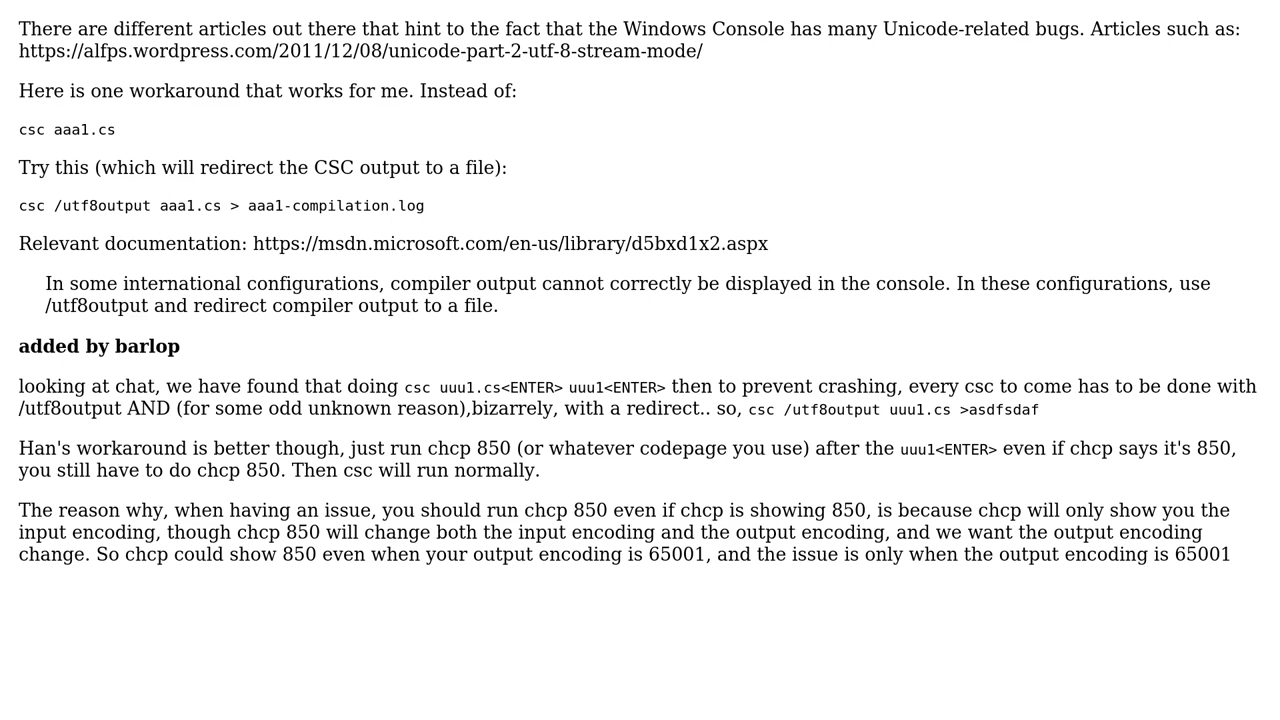 There are different articles out there that hint to the fact that the Windows Console has many Unicode-related bugs. Articles such as:
https://alfps.wordpress.com/2011/12/08/unicode-part-2-utf-8-stream-mode/
Here is one workaround that works for me. Instead of:
csc aaa1.cs
Try this (which will redirect the CSC output to a file):
csc /utf8output aaa1.cs > aaa1-compilation.log
Relevant documentation: https://msdn.microsoft.com/en-us/library/d5bxd1x2.aspx
In some international configurations, compiler output cannot correctly be displayed in the console. In these configurations, use
/utf8output and redirect compiler output to a file.
added by barlop
looking at chat, we have found that doing csc uuu1.cs<ENTER> uuu1<ENTER> then to prevent crashing, every csc to come has to be done with
/utf8output AND (for some odd unknown reason),bizarrely, with a redirect.. so, csc /utf8output uuu1.cs >asdfsdaf
Han's workaround is better though, just run chcp 850 (or whatever codepage you use) after the uuu1<ENTER> even if chcp says it's 850,
you still have to do chcp 850. Then csc will run normally.
The reason why, when having an issue, you should run chcp 850 even if chcp is showing 850, is because chcp will only show you the
input encoding, though chcp 850 will change both the input encoding and the output encoding, and we want the output encoding
change. So chcp could show 850 even when your output encoding is 65001, and the issue is only when the output encoding is 65001